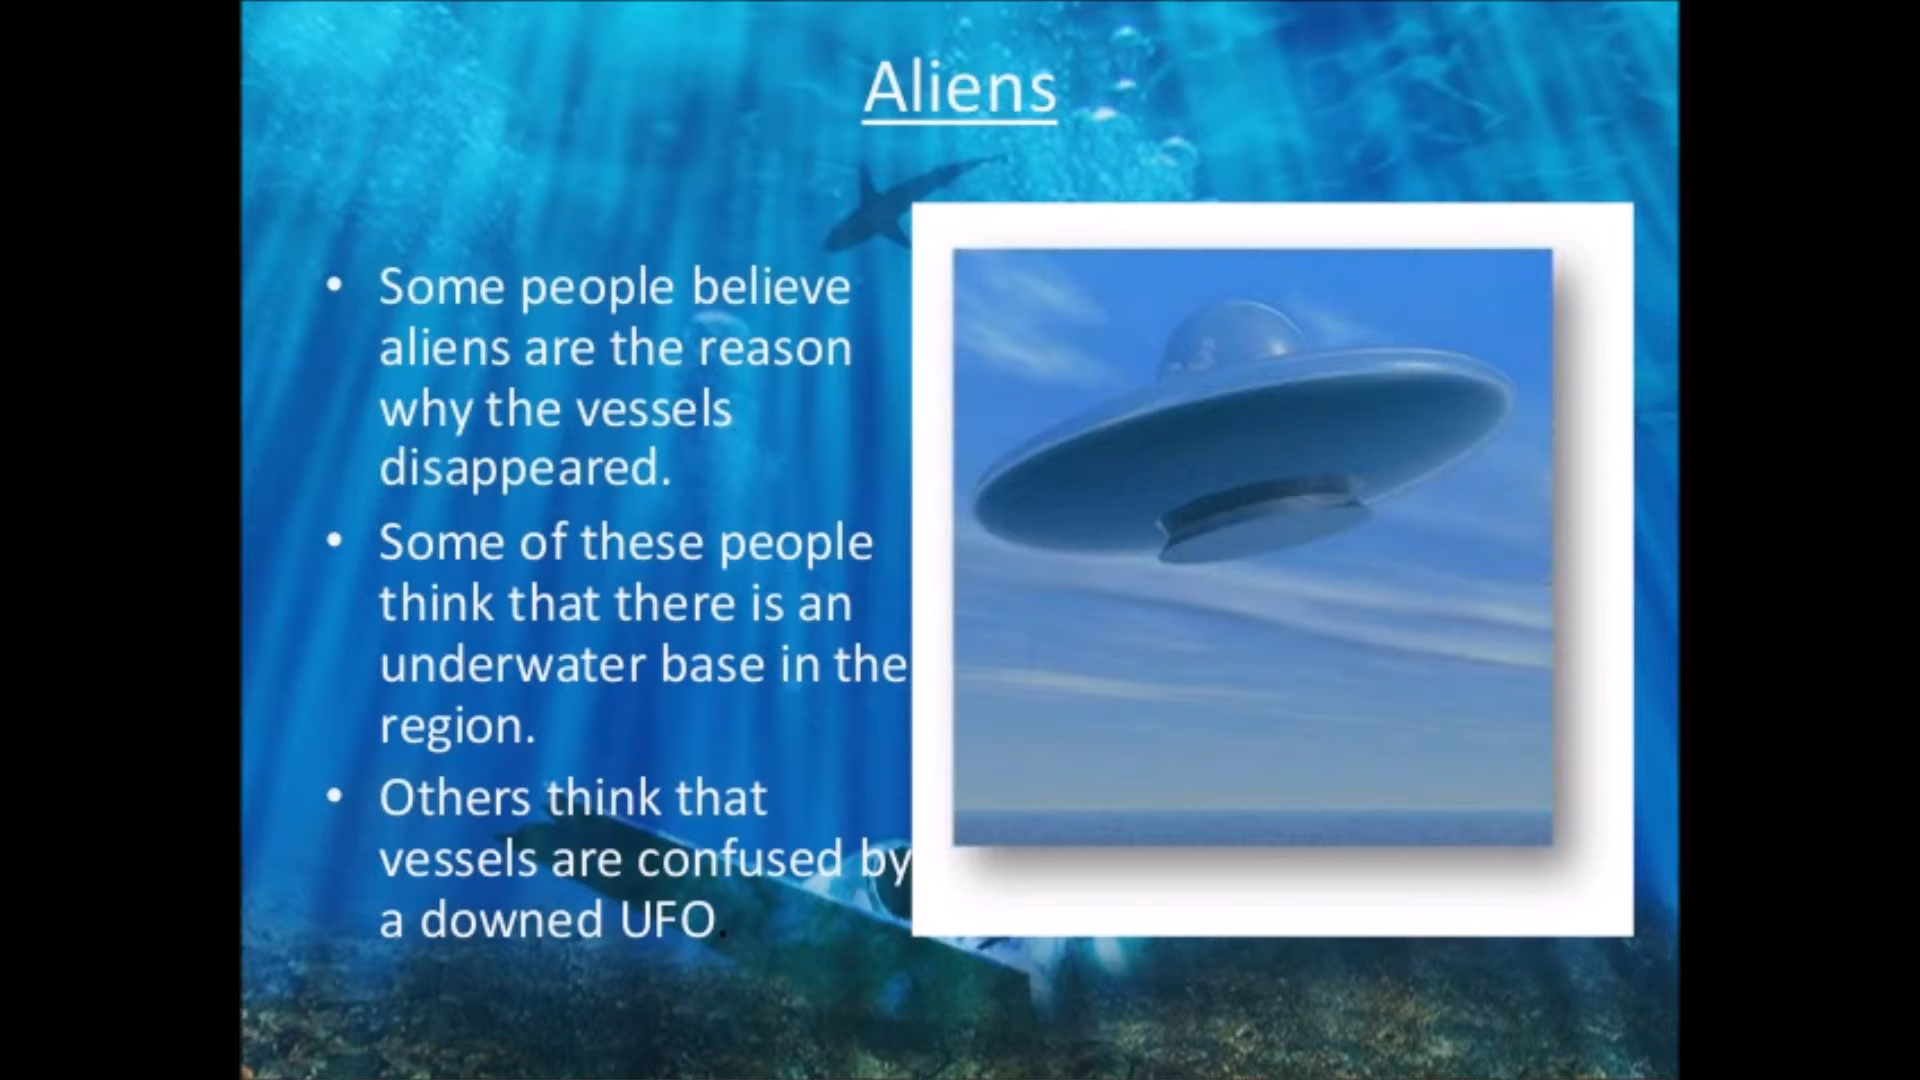 Aliens
• Some people believe
aliens are the reason
why the vessels
disappeared.
• Some of these people
think that there is an
underwater base in the
region.
• Others think that
vessels are confused by
a downed UFO.